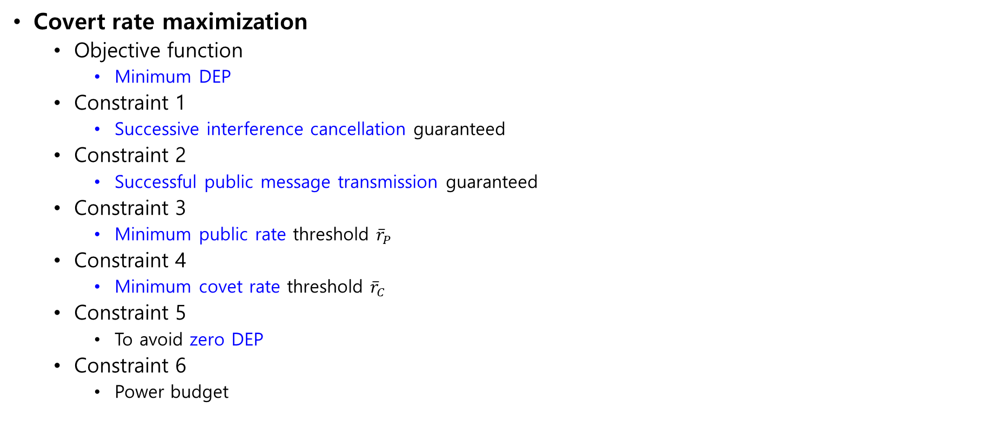 • Covert rate maximization
• Objective function
• Minimum DEP
• Constraint 1
• Successive interference cancellation guaranteed
• Constraint 2
• Successful public message transmission guaranteed
• Constraint 3
• Minimum public rate threshold r̄_P
• Constraint 4
• Minimum covet rate threshold r̄_C
• Constraint 5
• To avoid zero DEP
• Constraint 6
• Power budget